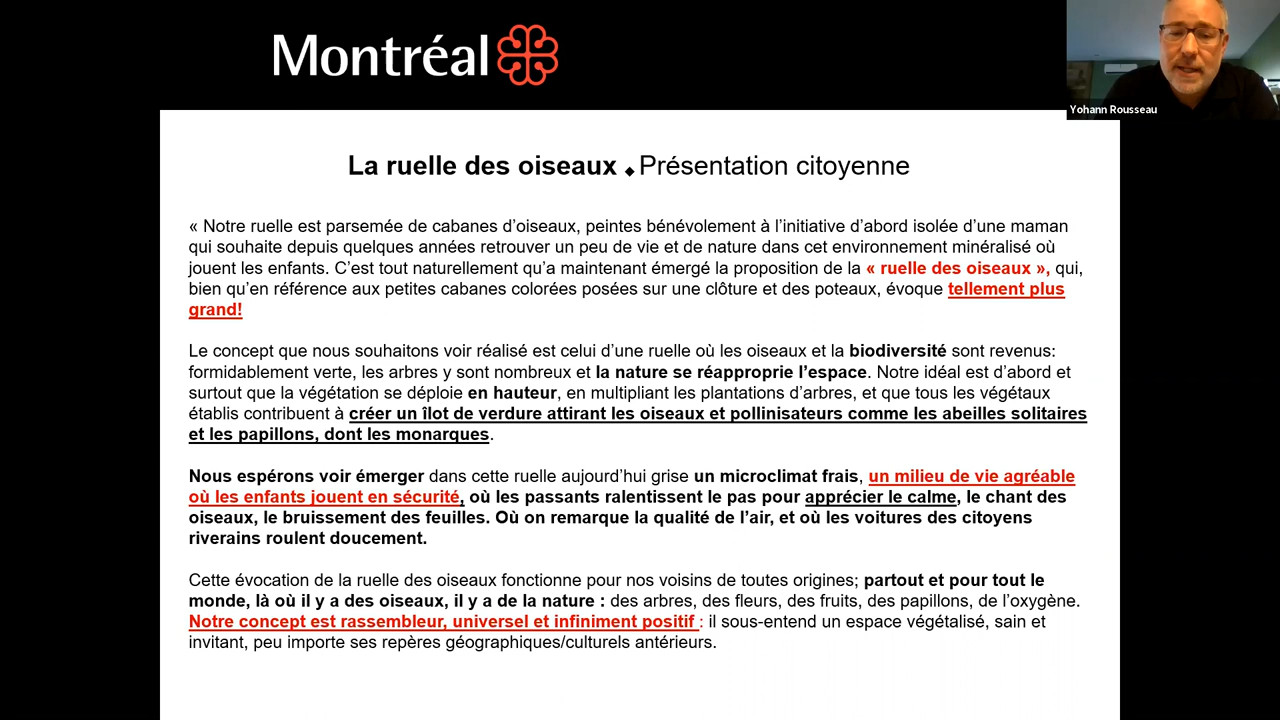 Montréal
Yohann Rousseau
La ruelle des oiseaux ⬥ Présentation citoyenne
« Notre ruelle est parsemée de cabanes d’oiseaux, peintes bénévolement à l’initiative d’abord isolée d’une maman
qui souhaite depuis quelques années retrouver un peu de vie et de nature dans cet environnement minéralisé où
jouent les enfants. C’est tout naturellement qu’a maintenant émergé la proposition de la « ruelle des oiseaux », qui,
bien qu’en référence aux petites cabanes colorées posées sur une clôture et des poteaux, évoque tellement plus
grand!
Le concept que nous souhaitons voir réalisé est celui d’une ruelle où les oiseaux et la biodiversité sont revenus:
formidablement verte, les arbres y sont nombreux et la nature se réapproprie l’espace. Notre idéal est d’abord et
surtout que la végétation se déploie en hauteur, en multipliant les plantations d’arbres, et que tous les végétaux
établis contribuent à créer un îlot de verdure attirant les oiseaux et pollinisateurs comme les abeilles solitaires
et les papillons, dont les monarques.
Nous espérons voir émerger dans cette ruelle aujourd’hui grise un microclimat frais, un milieu de vie agréable
où les enfants jouent en sécurité, où les passants ralentissent le pas pour apprécier le calme, le chant des
oiseaux, le bruissement des feuilles. Où on remarque la qualité de l’air, et où les voitures des citoyens
riverains roulent doucement.
Cette évocation de la ruelle des oiseaux fonctionne pour nos voisins de toutes origines; partout et pour tout le
monde, là où il y a des oiseaux, il y a de la nature : des arbres, des fleurs, des fruits, des papillons, de l’oxygène.
Notre concept est rassembleur, universel et infiniment positif : il sous-entend un espace végétalisé, sain et
invitant, peu importe ses repères géographiques/culturels antérieurs.